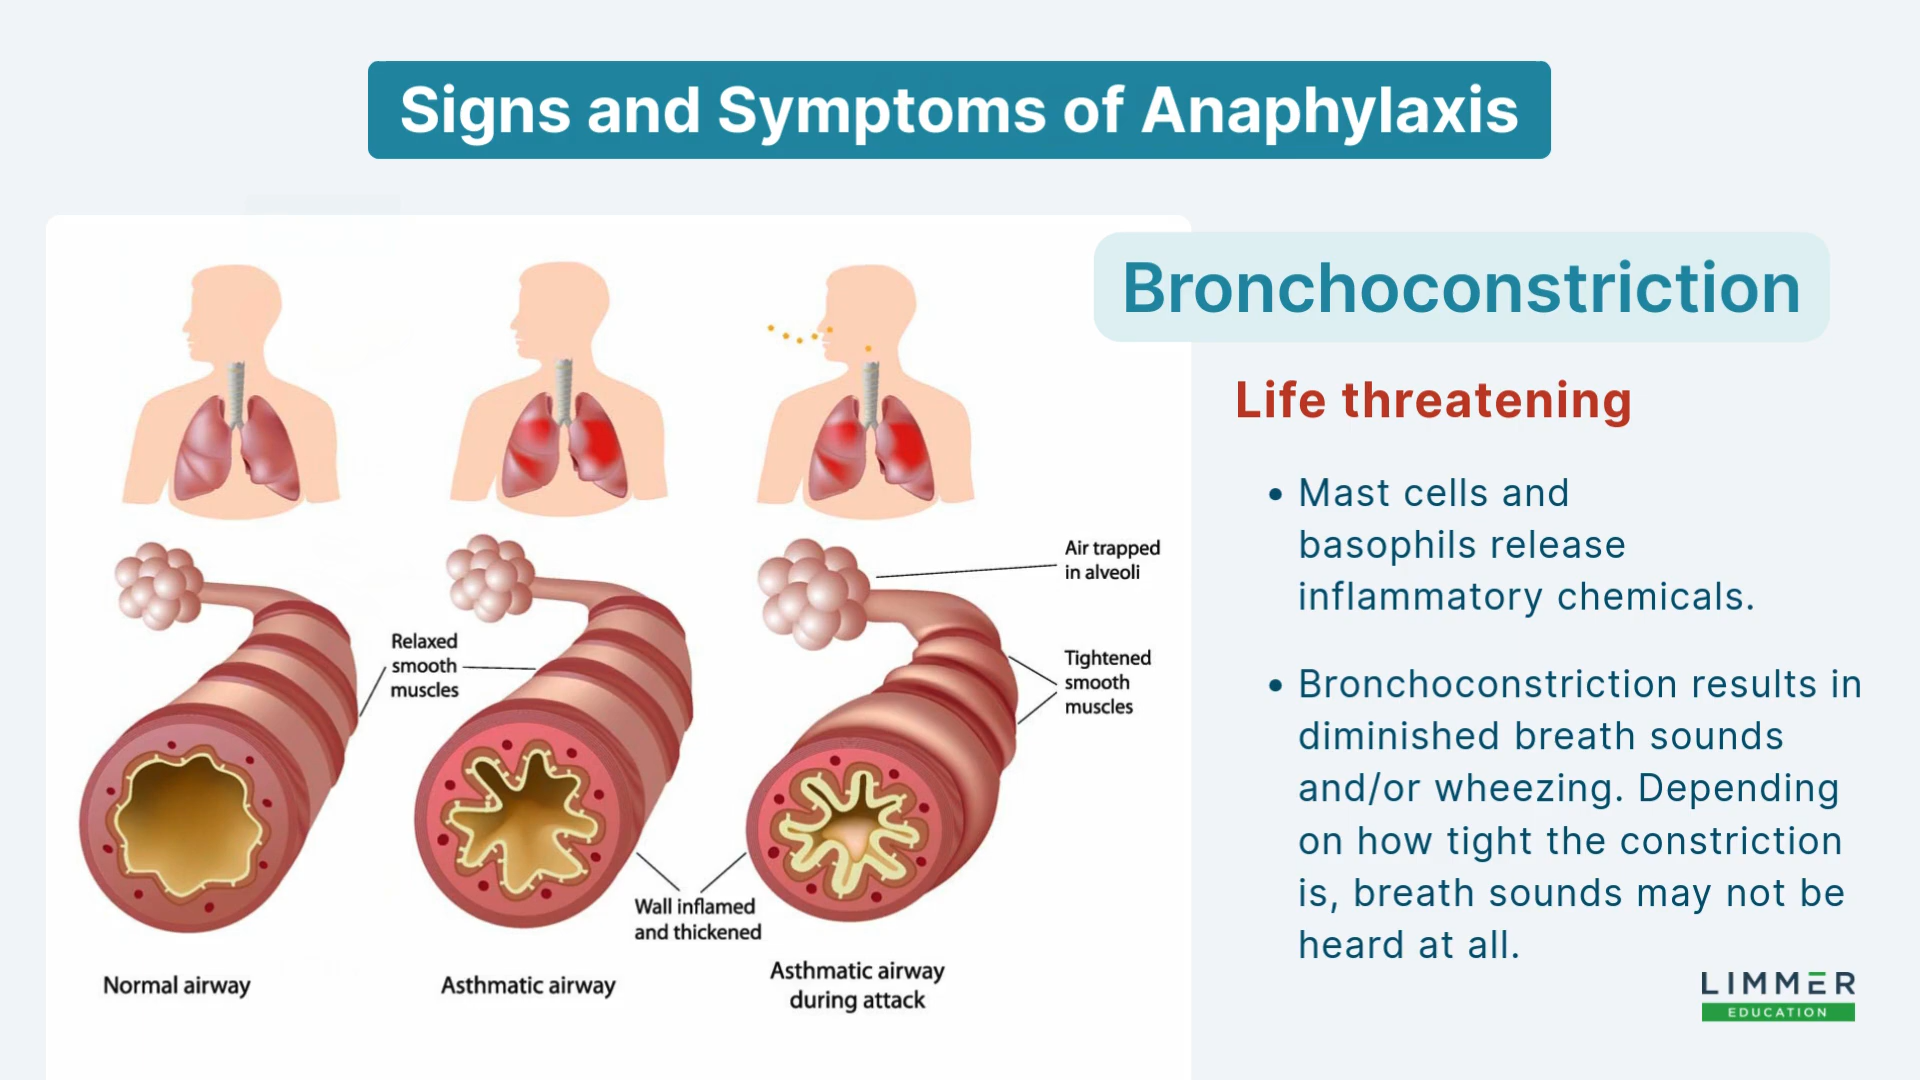 Signs and Symptoms of Anaphylaxis
Bronchoconstriction
Life threatening
• Mast cells and
basophils release
inflammatory chemicals.
• Bronchoconstriction results in
diminished breath sounds
and/or wheezing. Depending
on how tight the constriction
is, breath sounds may not be
heard at all.
Air trapped
in alveoli
Relaxed
smooth
muscles
Tightened
smooth
muscles
Wall inflamed
and thickened
Normal airway
Asthmatic airway
Asthmatic airway
during attack
LIMMER
EDUCATION